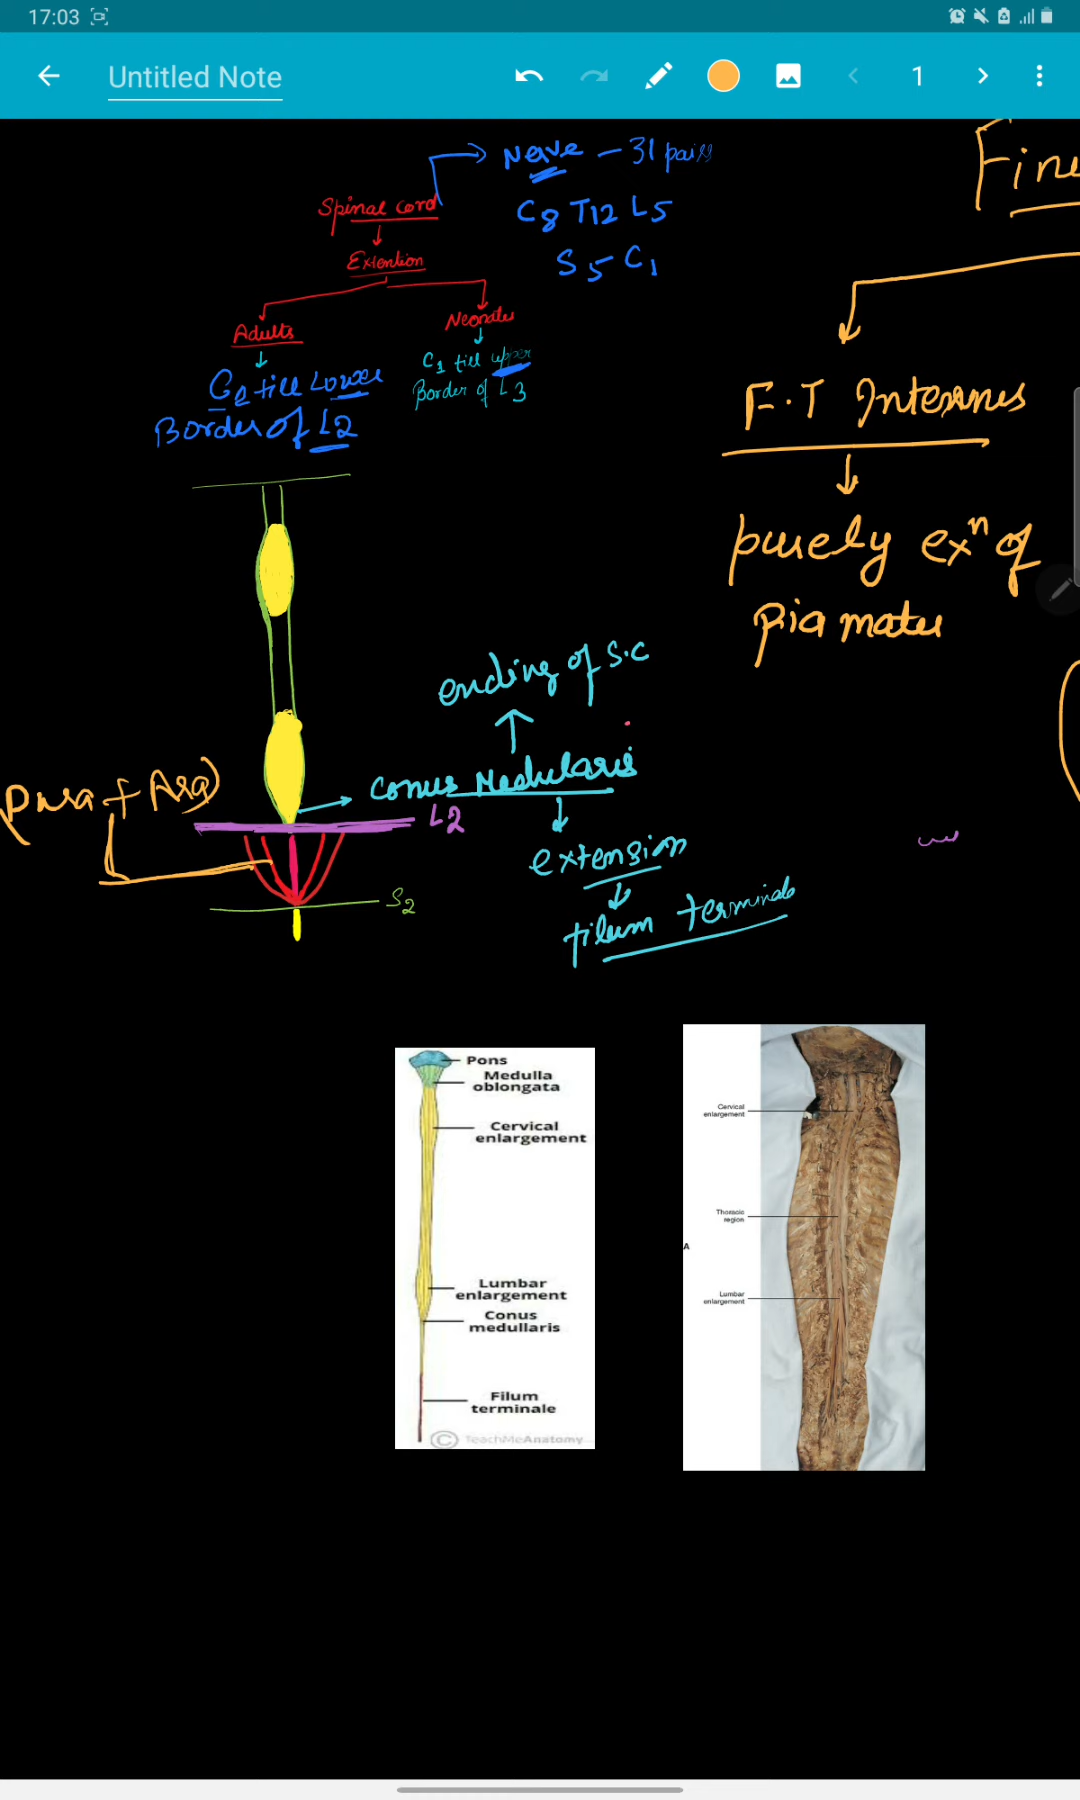 17:03
Untitled Note
1
Nerve - 31 pairs
Spinal cord
C8 T12 L5
S5 C1
Extention
Adults
Neonates
C1 till upper
Border of L3
till Lower
Border of L2
F.T Internus
purely exⁿ of
pia mater
ending of S.C
Conus Medularis
Dura + Ara)
L2
extension
filum terminale
S2
Pons
Medulla
oblongata
Cervical
enlargement
Lumbar
enlargement
Conus
medullaris
Filum
terminale
© TeachMeAnatomy
Cervical
enlargement
Thoracic
region
A
Lumbar
enlargement